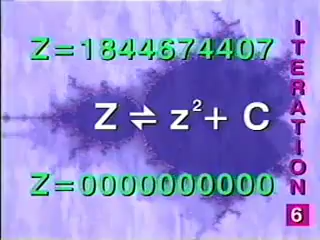 Z=1844674407
Z ⇌ z² + C
Z=0000000000
ITERATION
6